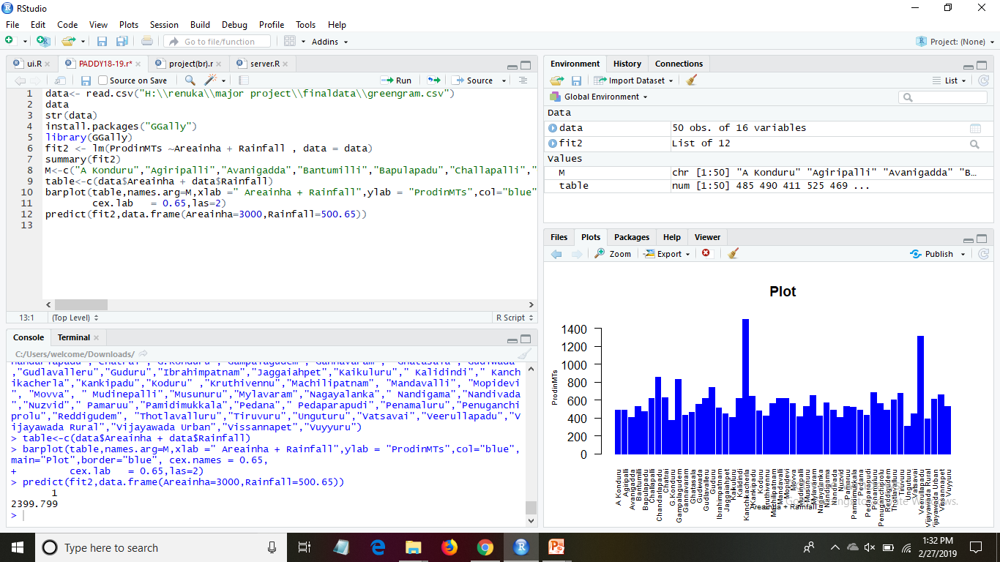 RStudio
File Edit Code View Plots Session Build Debug Profile Tools Help
Go to file/function Addins Project: (None)
ui.R PADDY18-19.r* project(br).r server.R
Source on Save Run Source
1 data<- read.csv("H:\\renuka\\major project\\finaldata\\greengram.csv")
2 data
3 str(data)
4 install.packages("GGally")
5 library(GGally)
6 fit2 <- lm(ProdinMTs ~Areainha + Rainfall , data = data)
7 summary(fit2)
8 M<-c("A Konduru","Agiripalli","Avanigadda","Bantumilli","Bapulapadu","Challapalli","
9 table<-c(data$Areainha + data$Rainfall)
10 barplot(table,names.arg=M,xlab =" Areainha + Rainfall",ylab = "ProdinMTs",col="blue"
11 cex.lab = 0.65,las=2)
12 predict(fit2,data.frame(Areainha=3000,Rainfall=500.65))
13
13:1 (Top Level) R Script
Console Terminal
C:/Users/welcome/Downloads/
,"Gudlavalleru","Guduru","Ibrahimpatnam","Jaggaiahpet","Kaikuluru"," Kalidindi"," Kanch
ikacherla","Kankipadu","Koduru" ,"Kruthivennu","Machilipatnam", "Mandavalli", "Mopidevi
", "Movva", " Mudinepalli","Musunuru","Mylavaram","Nagayalanka"," Nandigama","Nandivada
","Nuzvid"," Pamaruu","Pamidimukkala","Pedana"," Pedaparapudi","Penamaluru","Penuganchi
prolu","Reddigudem", "Thotlavalluru","Tiruvuru","Unguturu","Vatsavai","Veerullapadu","V
ijayawada Rural","Vijayawada Urban","Vissannapet","Vuyyuru")
> table<-c(data$Areainha + data$Rainfall)
> barplot(table,names.arg=M,xlab =" Areainha + Rainfall",ylab = "ProdinMTs",col="blue",
main="Plot",border="blue", cex.names = 0.65,
+ cex.lab = 0.65,las=2)
> predict(fit2,data.frame(Areainha=3000,Rainfall=500.65))
1
2399.799
>
Environment History Connections
Import Dataset List
Global Environment
Data
data 50 obs. of 16 variables
fit2 List of 12
Values
M chr [1:50] "A Konduru" "Agiripalli" "Avanigadda" "B…
table num [1:50] 485 490 411 525 469 ...
Files Plots Packages Help Viewer
Zoom Export Publish
Plot
ProdinMTs
1400
1200
1000
800
600
400
200
0
A Konduru
Agiripalli
Avanigadda
Bantumilli
Bapulapadu
Challapalli
Chandarlapadu
Chatrai
G.Konduru
Gampalagudem
Gannavaram
Ghatasala
Gudiwada
Gudlavalleru
Guduru
Ibrahimpatnam
Jaggaiahpet
Kaikuluru
Kalidindi
Kanchikacherla
Kankipadu
Koduru
Kruthivennu
Machilipatnam
Mandavalli
Mopidevi
Movva
Mudinepalli
Musunuru
Mylavaram
Nagayalanka
Nandigama
Nandivada
Nuzvid
Pamaruu
Pamidimukkala
Pedana
Pedaparapudi
Penamaluru
Penuganchiprolu
Reddigudem
Thotlavalluru
Tiruvuru
Unguturu
Vatsavai
Veerullapadu
Vijayawada Rural
Vijayawada Urban
Vissannapet
Vuyyuru
Areainha + Rainfall
Type here to search
1:32 PM
2/27/2019